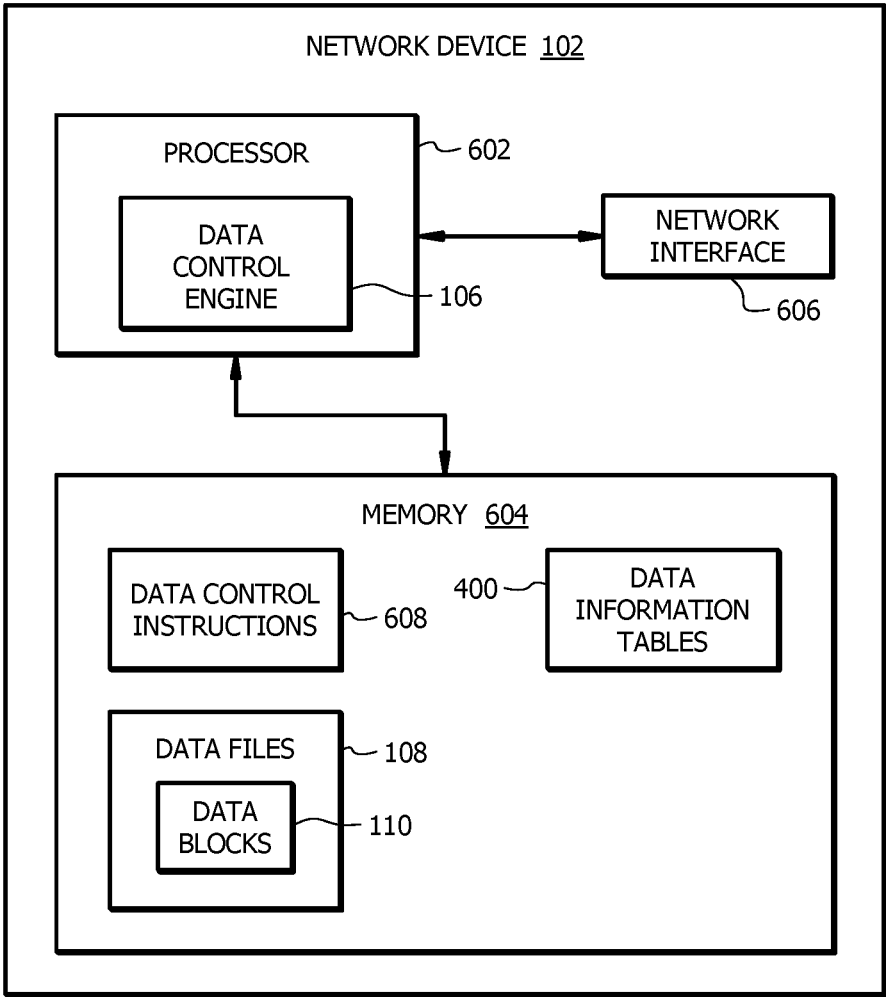 NETWORK DEVICE 102
PROCESSOR
602
DATA
CONTROL
ENGINE
106
NETWORK
INTERFACE
606
MEMORY 604
DATA CONTROL
INSTRUCTIONS
608
400
DATA
INFORMATION
TABLES
DATA FILES
108
DATA
BLOCKS
110